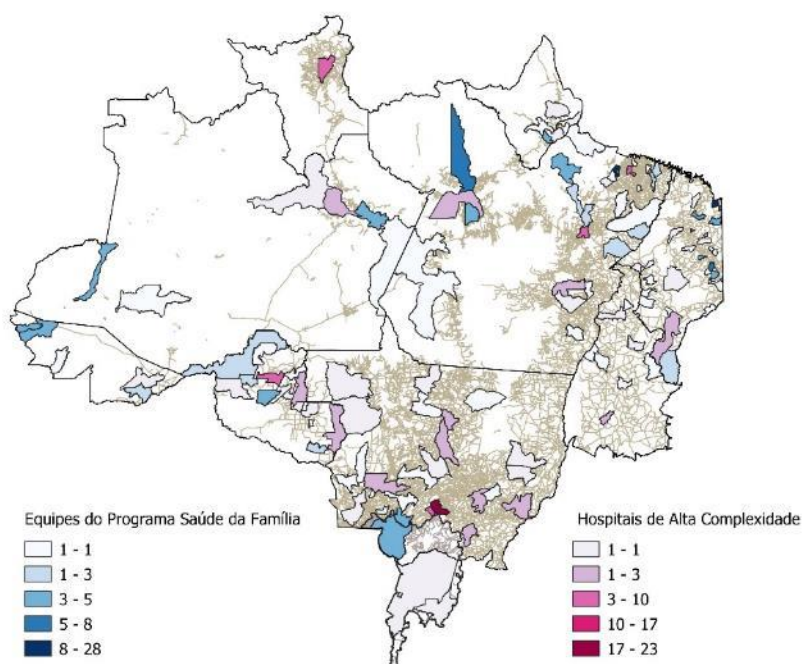 Equipes do Programa Saúde da Família
1 - 1
1 - 3
3 - 5
5 - 8
8 - 28
Hospitais de Alta Complexidade
1 - 1
1 - 3
3 - 10
10 - 17
17 - 23